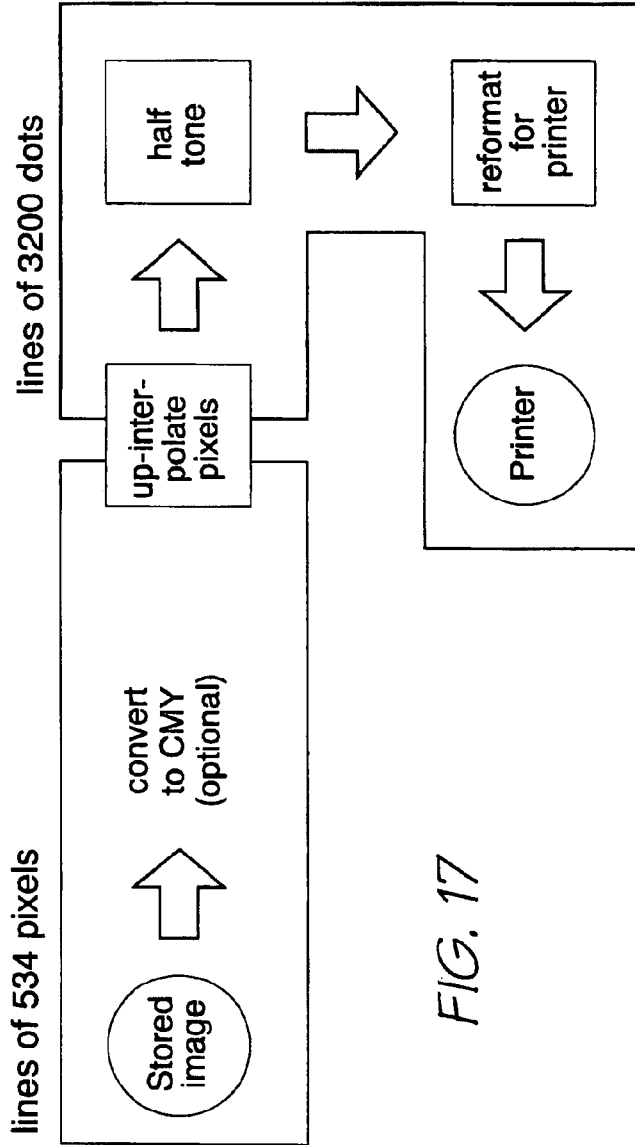 lines of 534 pixels
lines of 3200 dots
Stored
image
convert
to CMY
(optional)
up-inter-
polate
pixels
half
tone
reformat
for
printer
Printer
FIG. 17